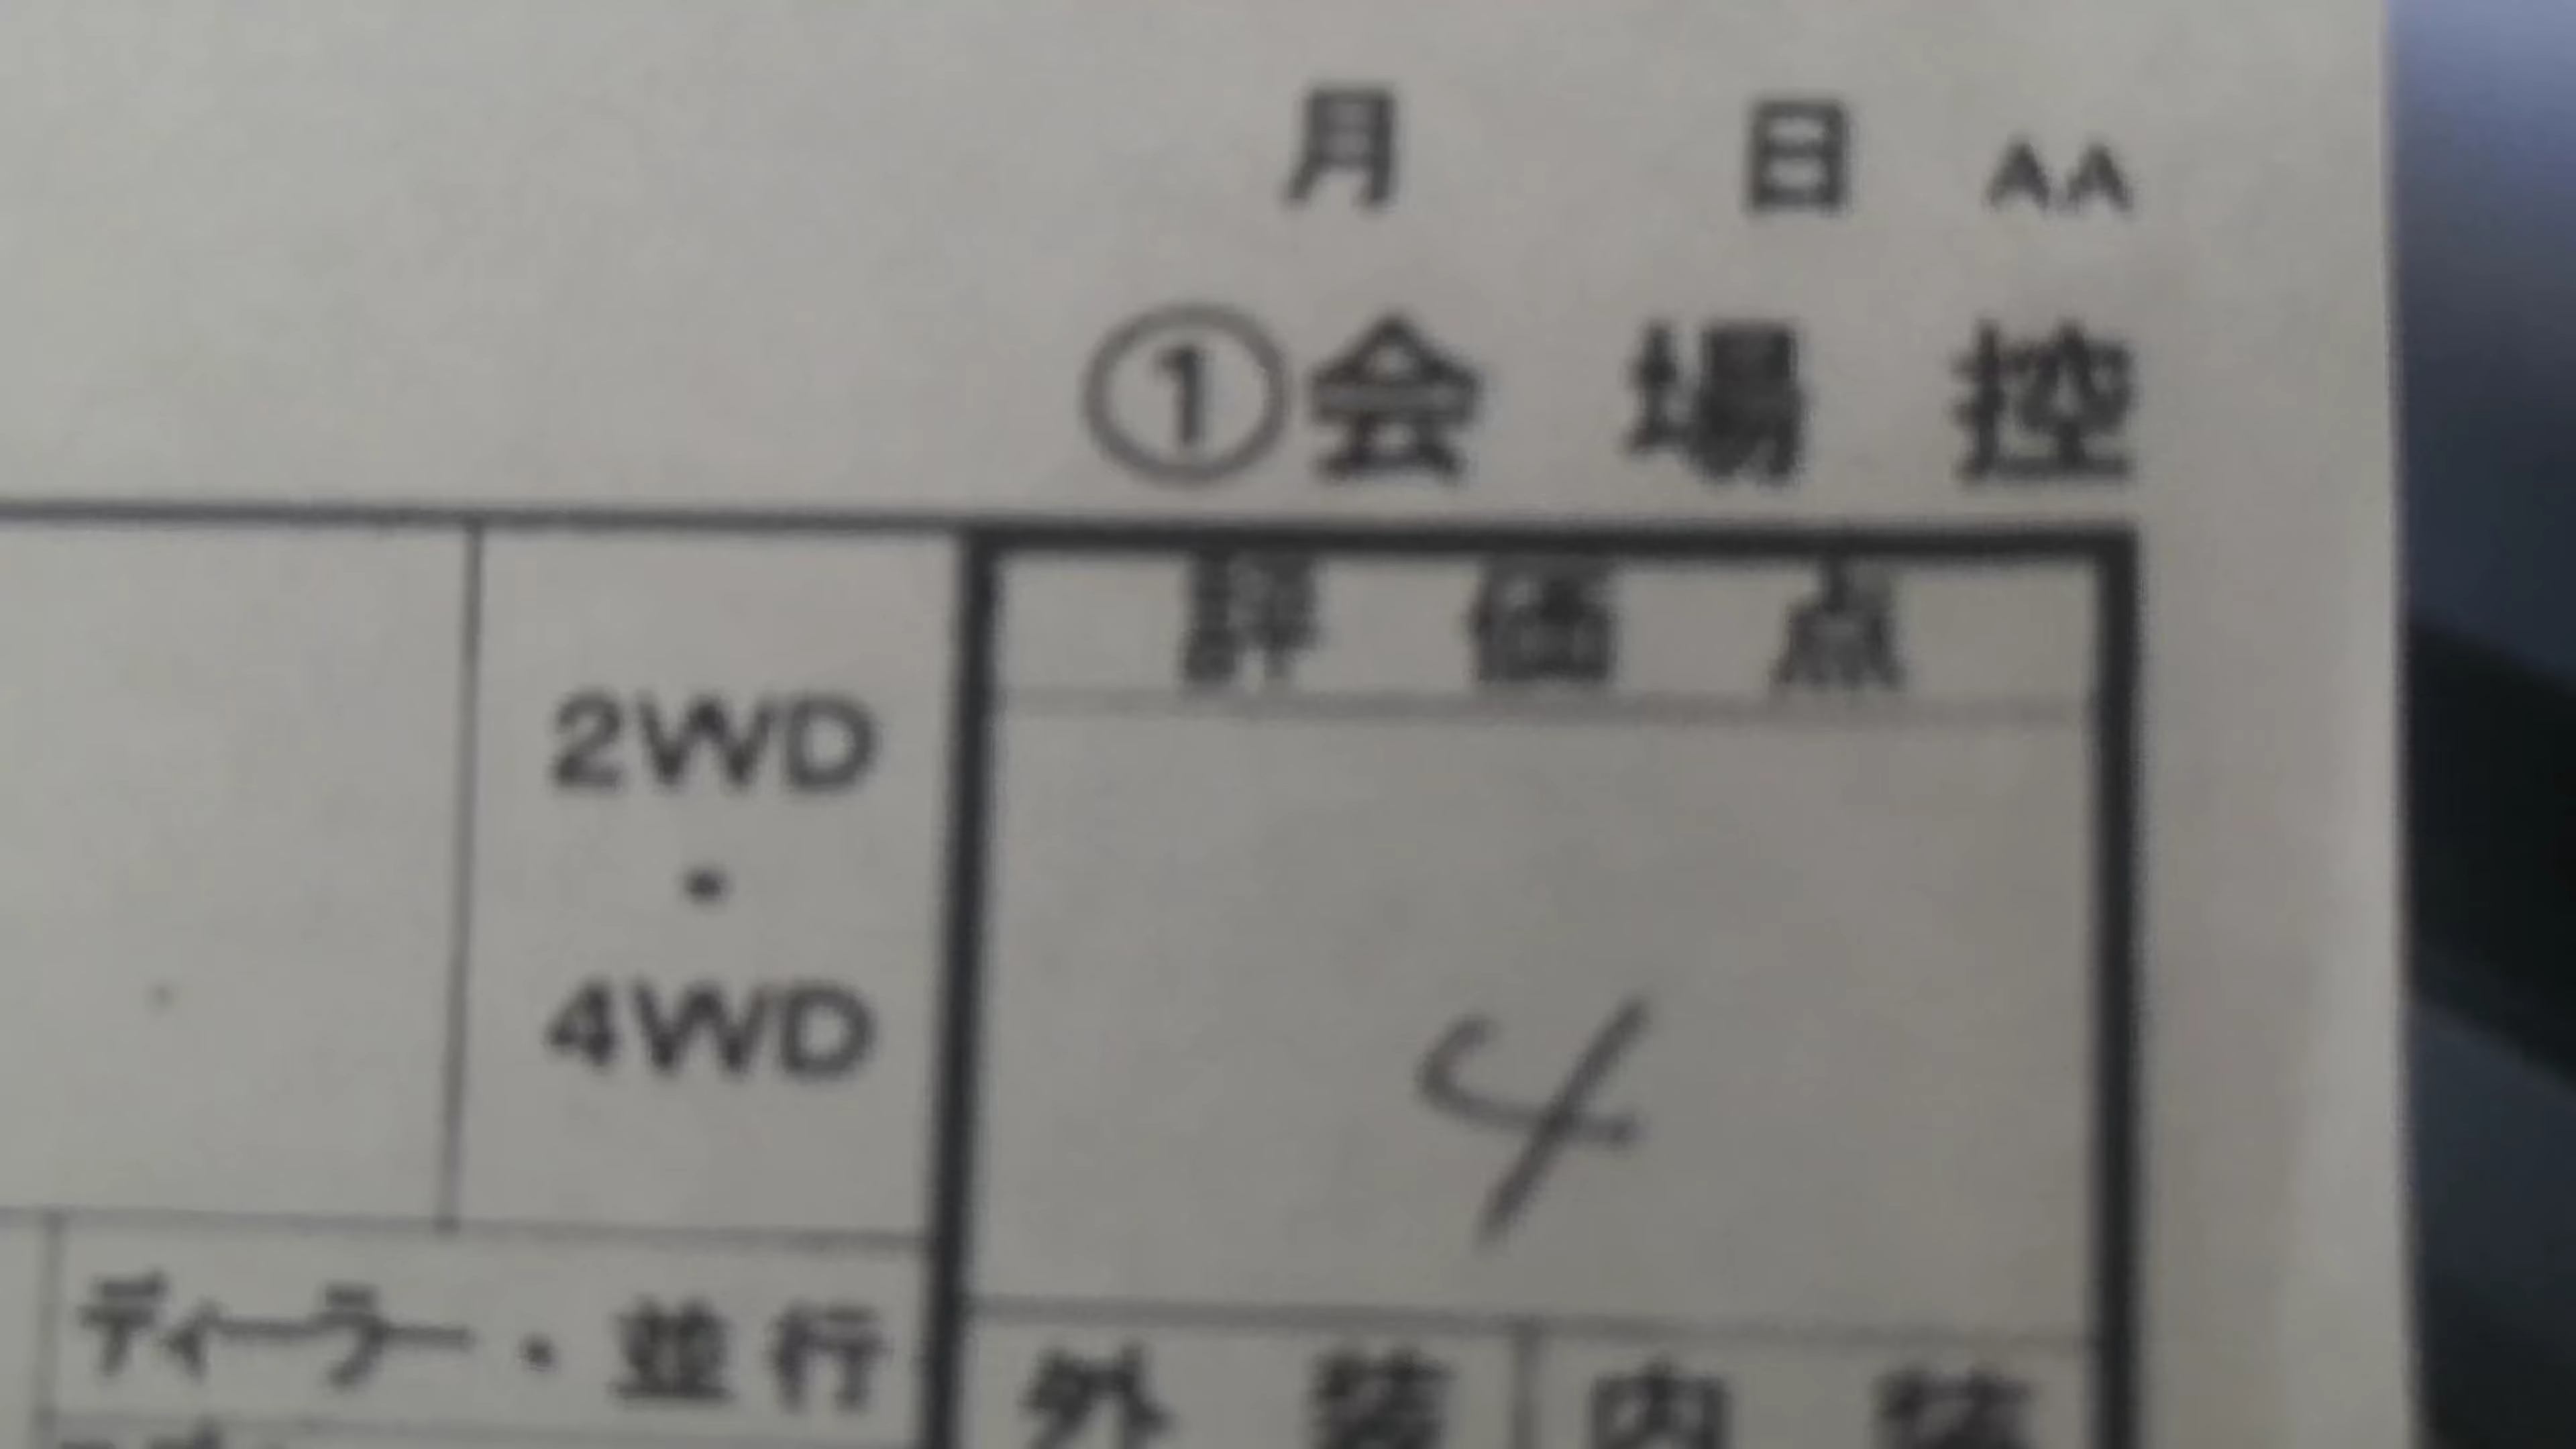 月 日 AA
①会 場 控
評 価 点
2WD
・
4WD
4
ディーラー・並行
外 装 内 装